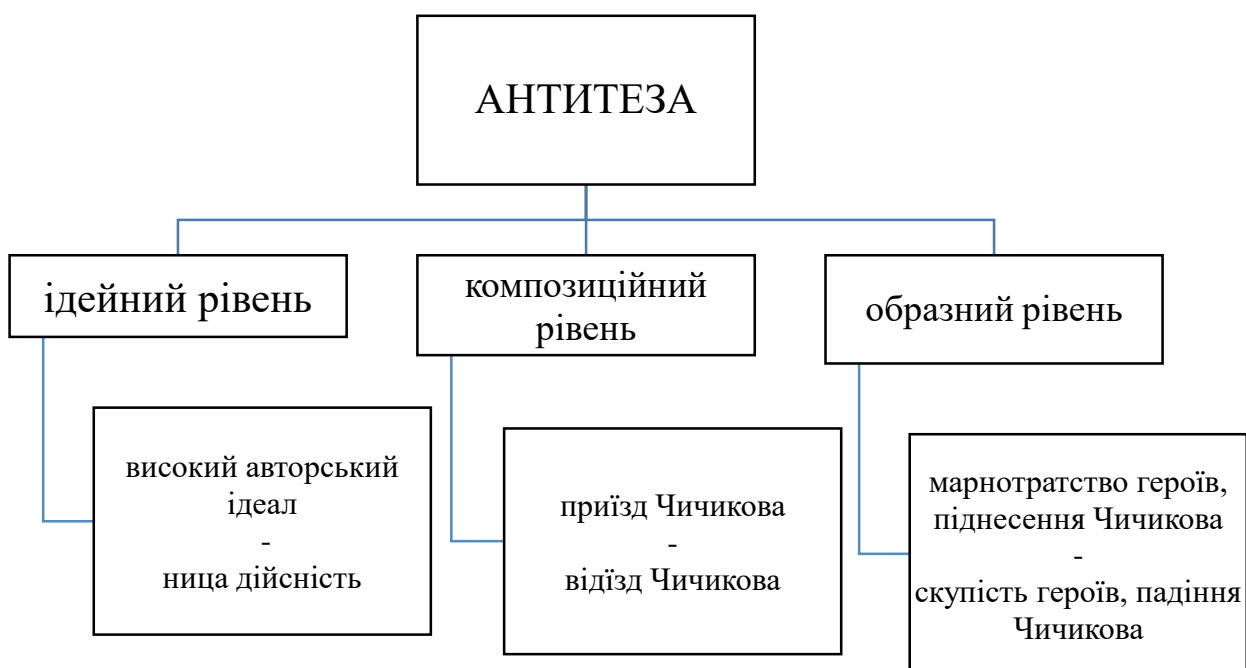 АНТИТЕЗА
ідейний рівень
композиційний
рівень
образний рівень
високий авторський
ідеал
-
ница дійсність
приїзд Чичикова
-
відїзд Чичикова
марнотратство героїв,
піднесення Чичикова
-
скупість героїв, падіння
Чичикова